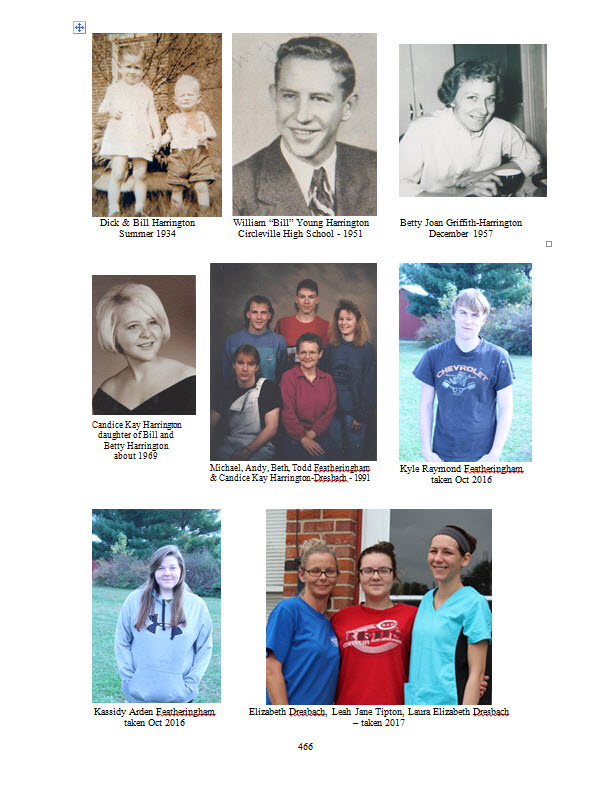 Dick & Bill Harrington
Summer 1934
William “Bill” Young Harrington
Circleville High School - 1951
Betty Joan Griffith-Harrington
December 1957
Candice Kay Harrington
daughter of Bill and
Betty Harrington
about 1969
Michael, Andy, Beth, Todd Featheringham
& Candice Kay Harrington-Dresbach - 1991
CHEVROLET
Kyle Raymond Featheringham
taken Oct 2016
Kassidy Arden Featheringham
taken Oct 2016
REDS
Elizabeth Dresbach, Leah Jane Tipton, Laura Elizabeth Dresbach
– taken 2017
466